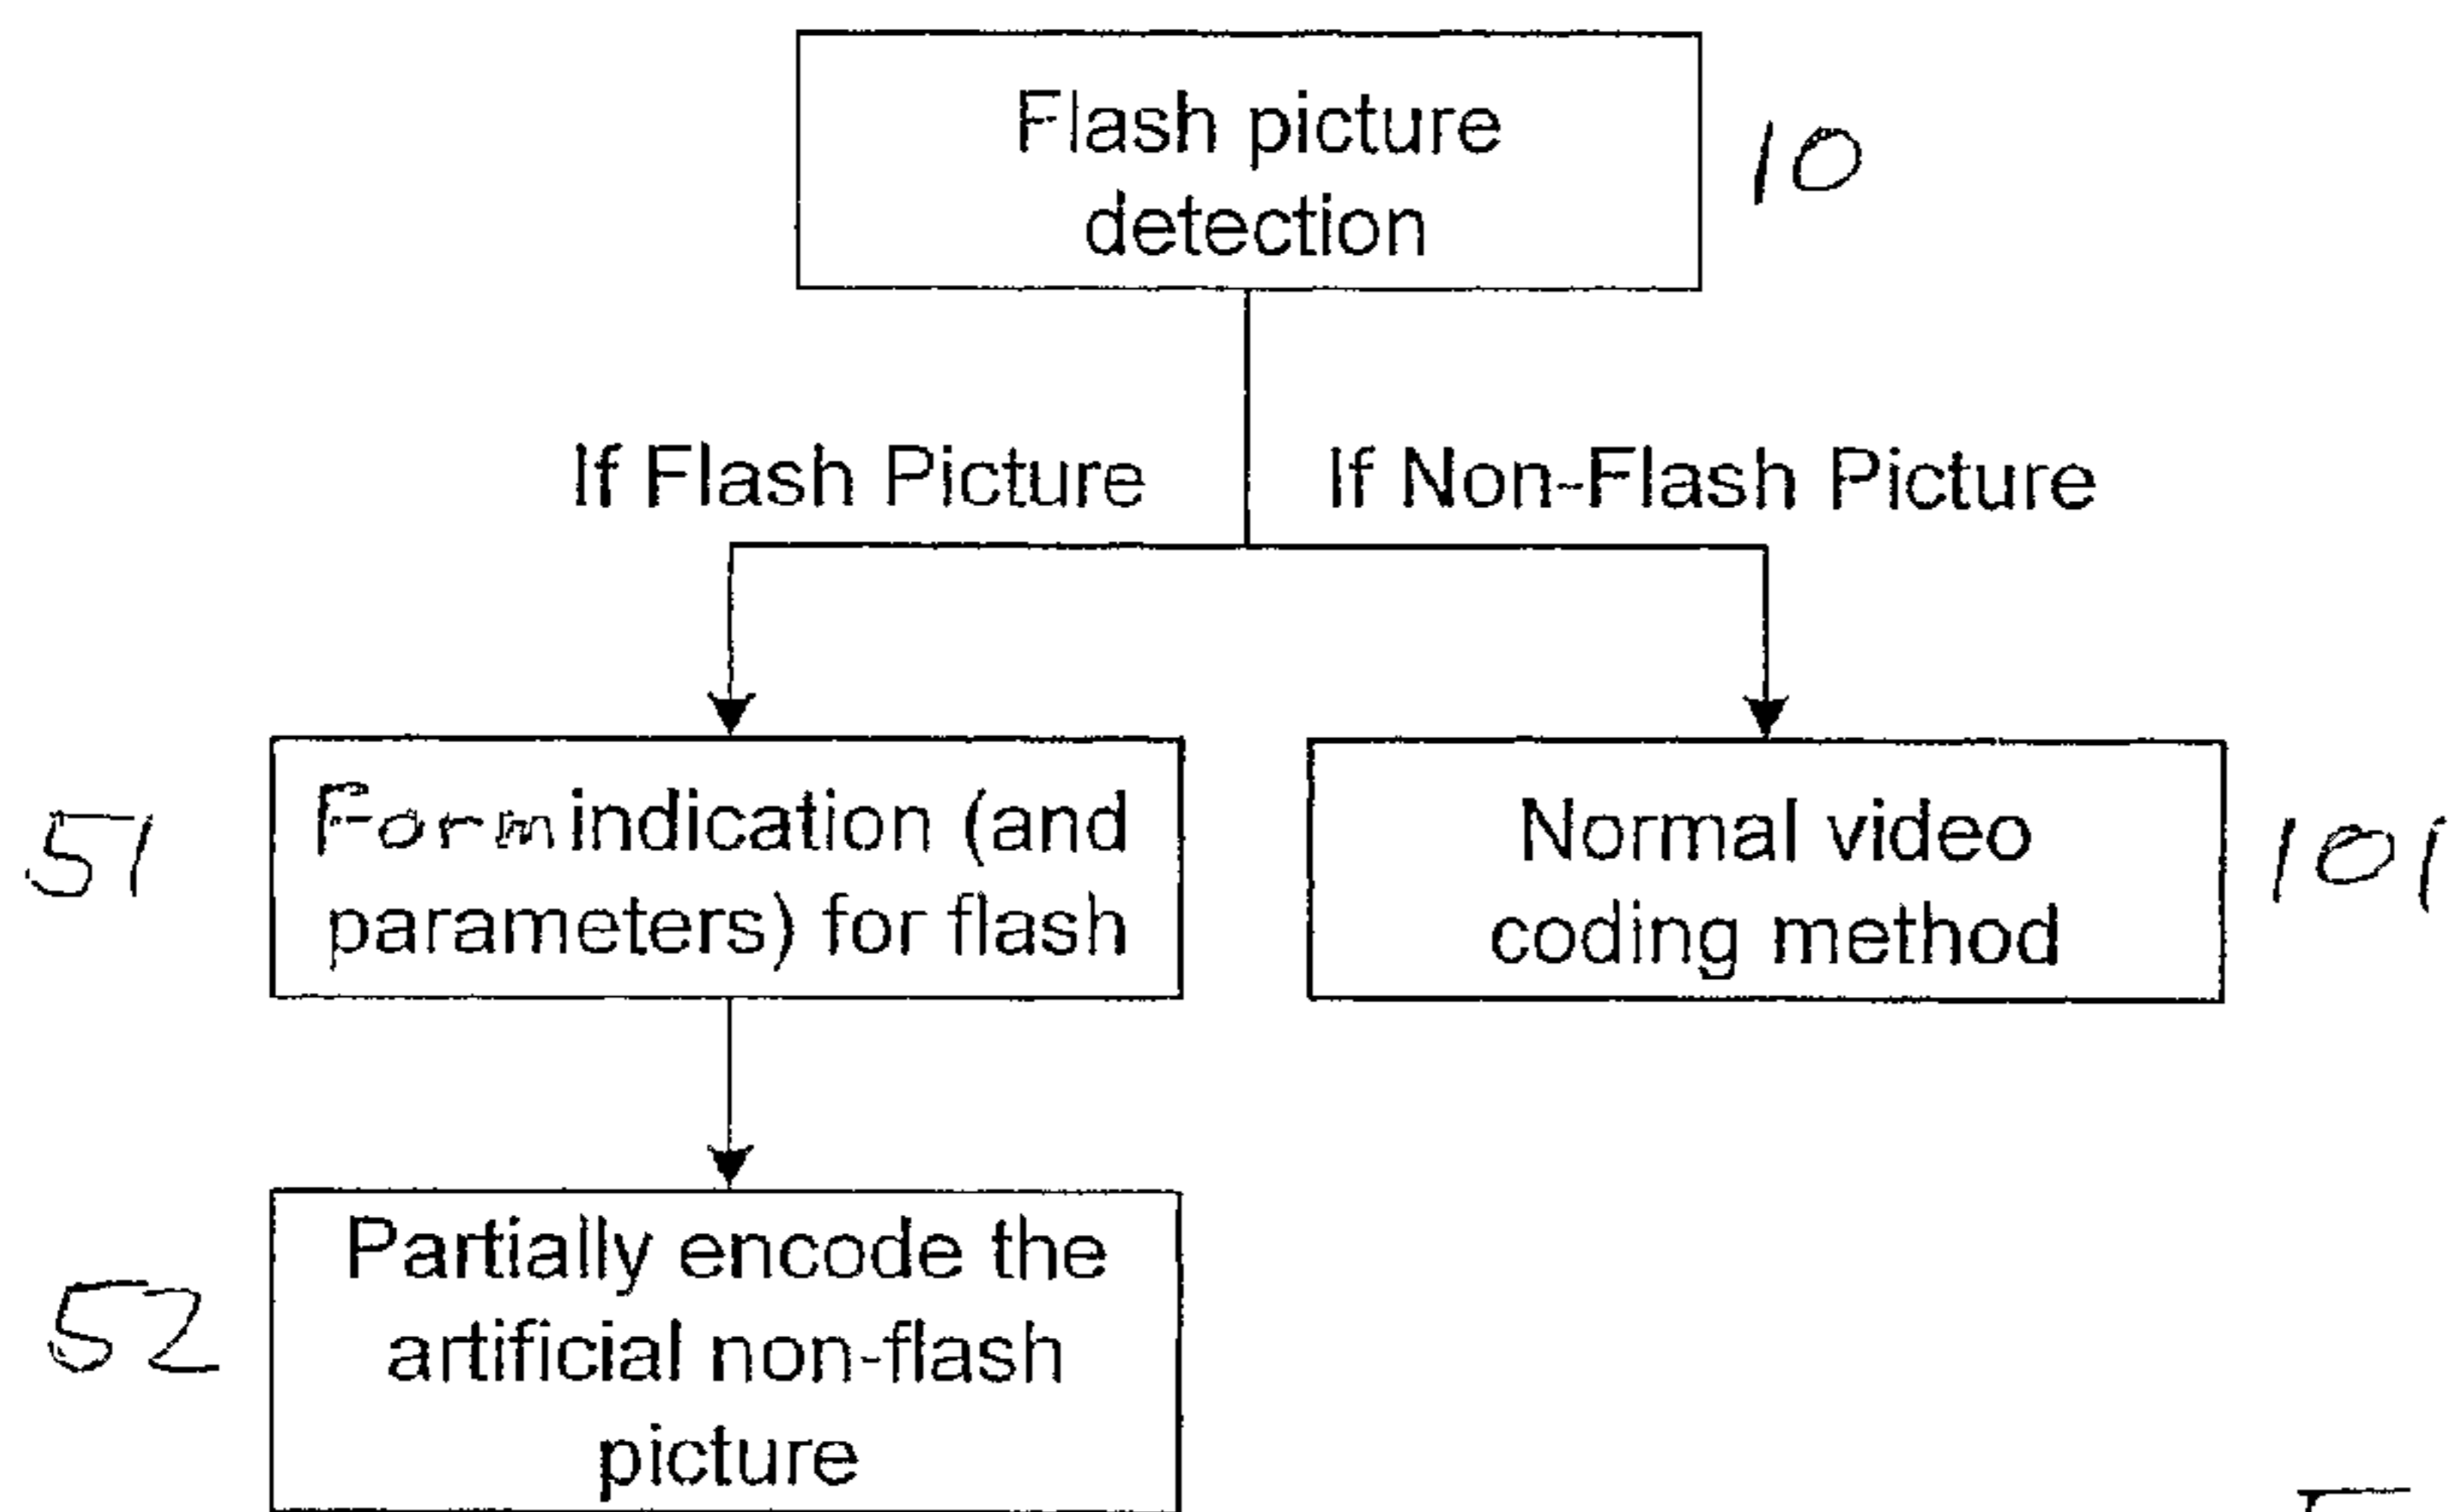 Flash picture
detection
10
If Flash Picture
If Non-Flash Picture
51
Form indication (and
parameters) for flash
Normal video
coding method
101
52
Partially encode the
artificial non-flash
picture